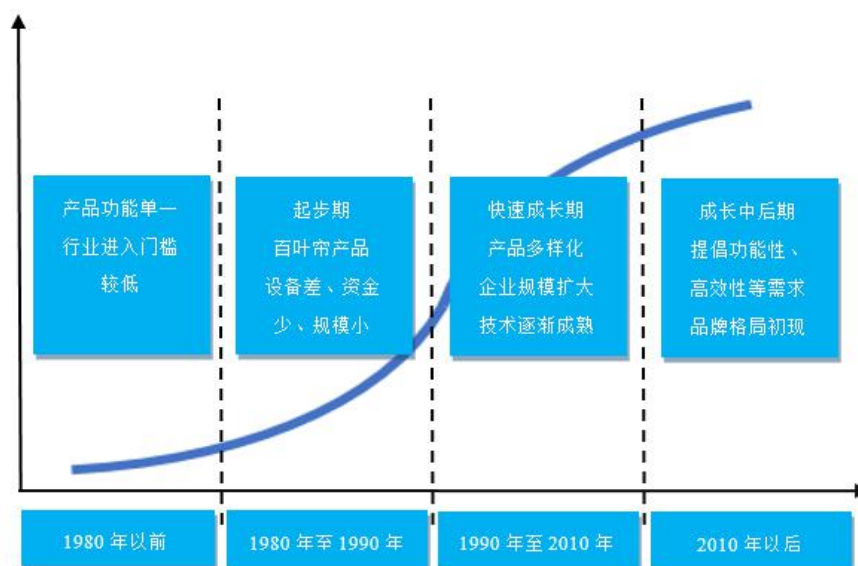 产品功能单一
行业进入门槛
较低
起步期
百叶帘产品
设备差、资金
少、规模小
快速成长期
产品多样化
企业规模扩大
技术逐渐成熟
成长中后期
提倡功能性、
高效性等需求
品牌格局初现
1980 年以前
1980 年至 1990 年
1990 年至 2010 年
2010 年以后